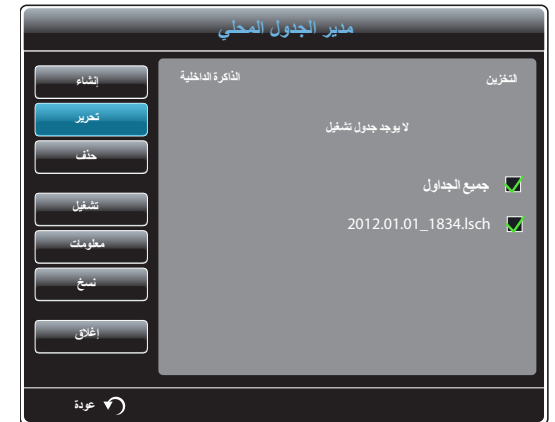 مدير الجدول المحلي
التخزين
الذاكرة الداخلية
لا يوجد جدول تشغيل
جميع الجداول
2012.01.01_1834.lsch
إنشاء
تحرير
حذف
تشغيل
معلومات
نسخ
إغلاق
عودة